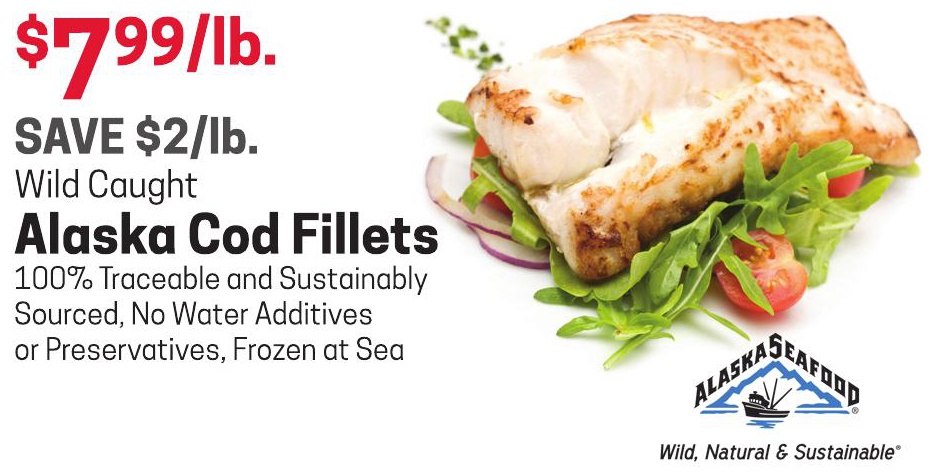 $7.99/lb.
SAVE $2/lb.
Wild Caught
Alaska Cod Fillets
100% Traceable and Sustainably
Sourced, No Water Additives
or Preservatives, Frozen at Sea
ALASKA SEAFOOD®
Wild, Natural & Sustainable®